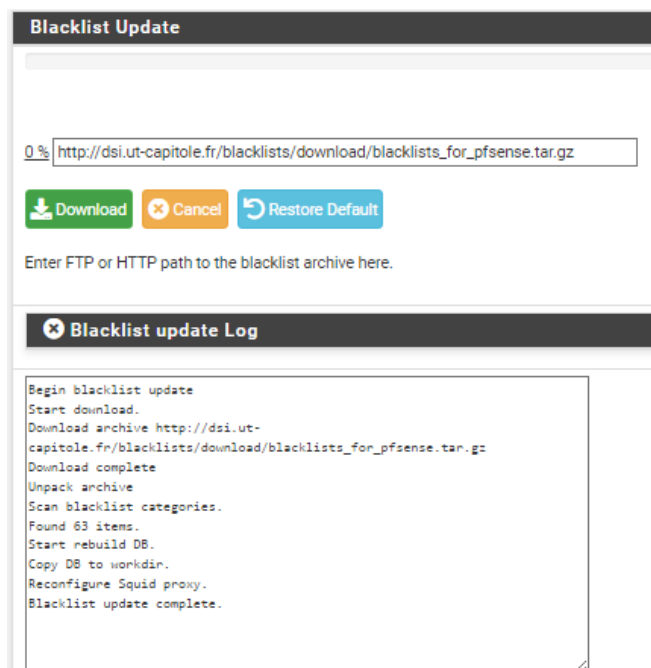 Blacklist Update
0 % http://dsi.ut-capitole.fr/blacklists/download/blacklists_for_pfsense.tar.gz
Download Cancel Restore Default
Enter FTP or HTTP path to the blacklist archive here.
Blacklist update Log
Begin blacklist update
Start download.
Download archive http://dsi.ut-
capitole.fr/blacklists/download/blacklists_for_pfsense.tar.gz
Download complete
Unpack archive
Scan blacklist categories.
Found 63 items.
Start rebuild DB.
Copy DB to workdir.
Reconfigure Squid proxy.
Blacklist update complete.